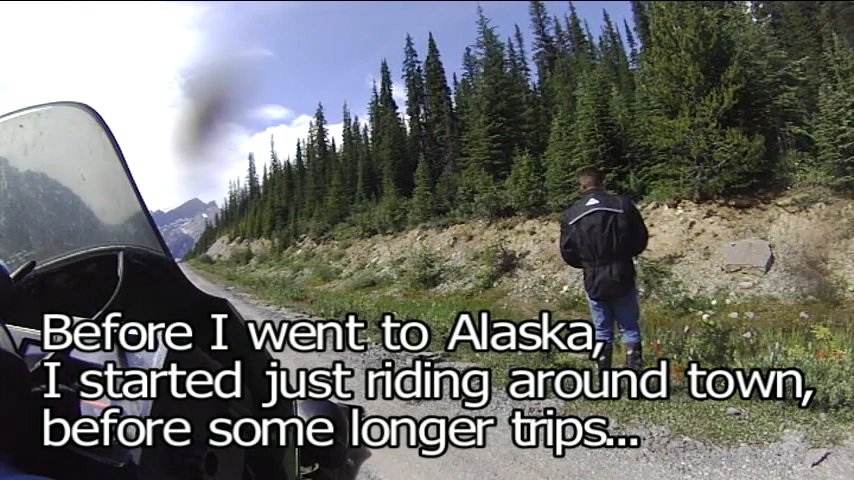 Before I went to Alaska,
I started just riding around town,
before some longer trips...